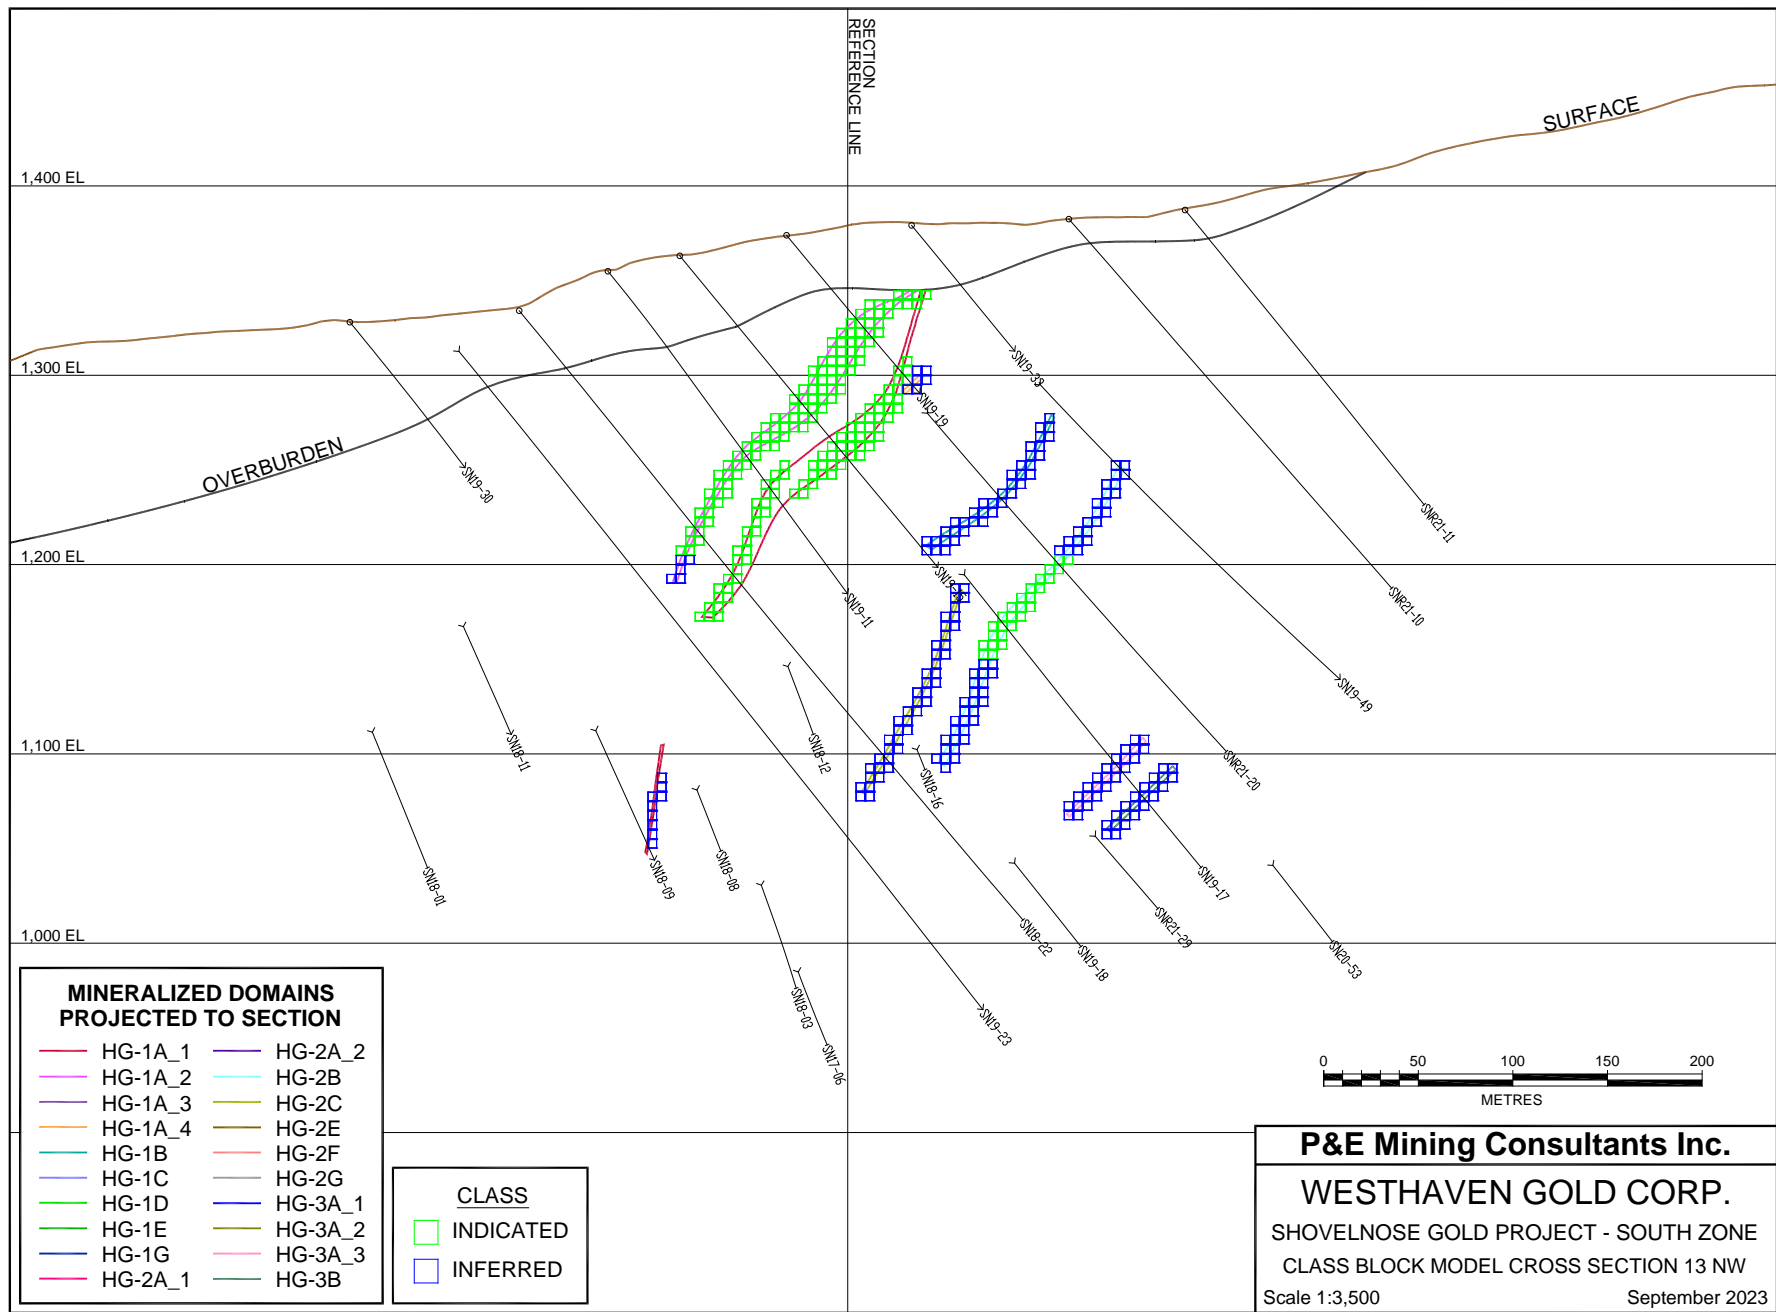 SECTION
REFERENCE LINE
SURFACE
1,400 EL
1,300 EL
SN19-33
SN19-19
OVERBURDEN
SN19-30
SNR21-11
1,200 EL
SN19-11
SNR21-10
SN19-49
SN18-11
SN18-12
1,100 EL
SNR21-20
SN18-16
SN18-01
SN18-09
SN18-08
SN19-17
SN18-22
SNR21-29
SN19-18
SN20-53
1,000 EL
SN18-03
SN19-23
SN17-06
MINERALIZED DOMAINS
PROJECTED TO SECTION
HG-1A_1 HG-2A_2
HG-1A_2 HG-2B
HG-1A_3 HG-2C
HG-1A_4 HG-2E
HG-1B HG-2F
HG-1C HG-2G
HG-1D HG-3A_1
HG-1E HG-3A_2
HG-1G HG-3A_3
HG-2A_1 HG-3B
CLASS
INDICATED
INFERRED
0 50 100 150 200
METRES
P&E Mining Consultants Inc.
WESTHAVEN GOLD CORP.
SHOVELNOSE GOLD PROJECT - SOUTH ZONE
CLASS BLOCK MODEL CROSS SECTION 13 NW
Scale 1:3,500 September 2023